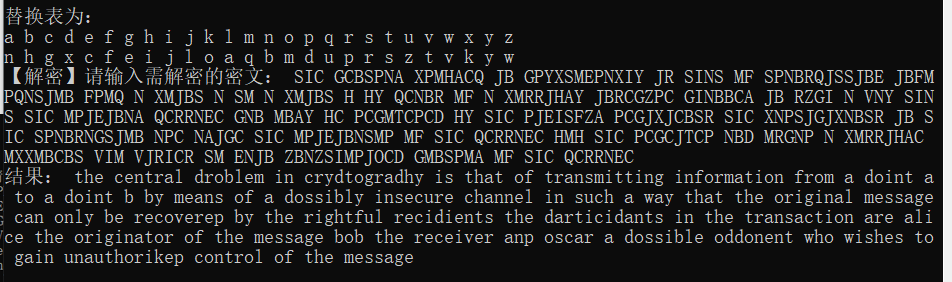 替换表为:
a b c d e f g h i j k l m n o p q r s t u v w x y z
n h g x c f e i j l o a q b m d u p r s z t v k y w
【解密】请输入需解密的密文: SIC GCBSPNA XPMHACQ JB GPYXSMEPNXIY JR SINS MF SPNBRQJSSJBE JBFM
PQNSJMB FPMQ N XMJBS N SM N XMJBS H HY QCNBR MF N XMRRJHAY JBRCGZPC GINBBCA JB RZGI N VNY SIN
S SIC MPJEJBNA QCRRNEC GNB MBAY HC PCGMTCPCD HY SIC PJEISFZA PCGJXJCBSR SIC XNPSJGJXNBSR JB S
IC SPNBRNGSJMB NPC NAJGC SIC MPJEJBNSMP MF SIC QCRRNEC HMH SIC PCGCJTCP NBD MRGNP N XMRRJHAC
MXXMBCBS VIM VJRICR SM ENJB ZBNZSIMPJOCD GMBSPMA MF SIC QCRRNEC
结果: the central droblem in crydtogradhy is that of transmitting information from a doint a
to a doint b by means of a dossibly insecure channel in such a way that the original message
can only be recoverep by the rightful recidients the darticidants in the transaction are ali
ce the originator of the message bob the receiver anp oscar a dossible oddonent who wishes to
gain unauthorikep control of the message